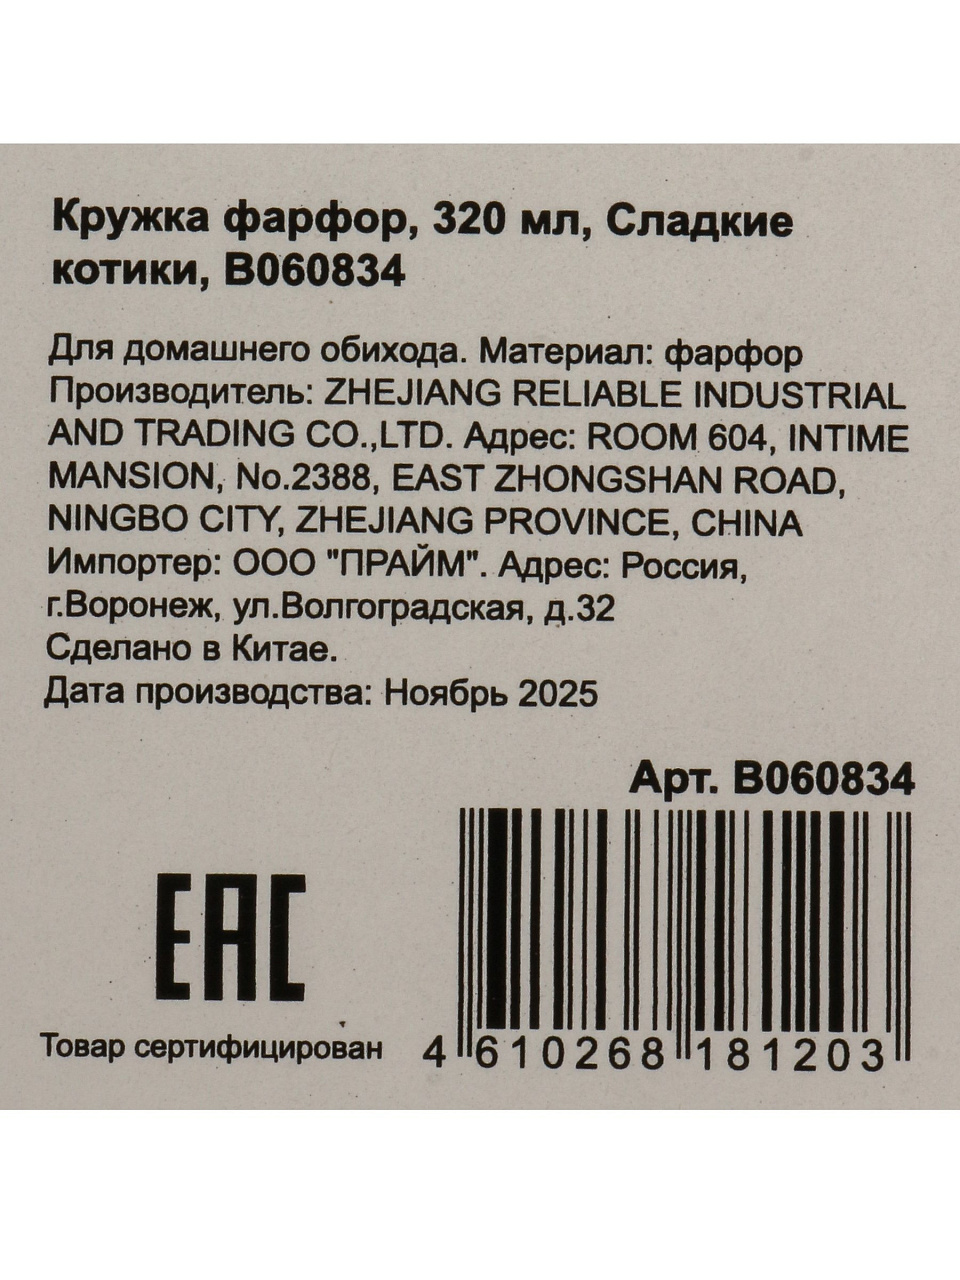 Кружка фарфор, 320 мл, Сладкие
котики, B060834
Для домашнего обихода. Материал: фарфор
Производитель: ZHEJIANG RELIABLE INDUSTRIAL
AND TRADING CO.,LTD. Адрес: ROOM 604, INTIME
MANSION, No.2388, EAST ZHONGSHAN ROAD,
NINGBO CITY, ZHEJIANG PROVINCE, CHINA
Импортер: ООО "ПРАЙМ". Адрес: Россия,
г.Воронеж, ул.Волгоградская, д.32
Сделано в Китае.
Дата производства: Ноябрь 2025
Арт. B060834
EAC
Товар сертифицирован
4 610268 181203